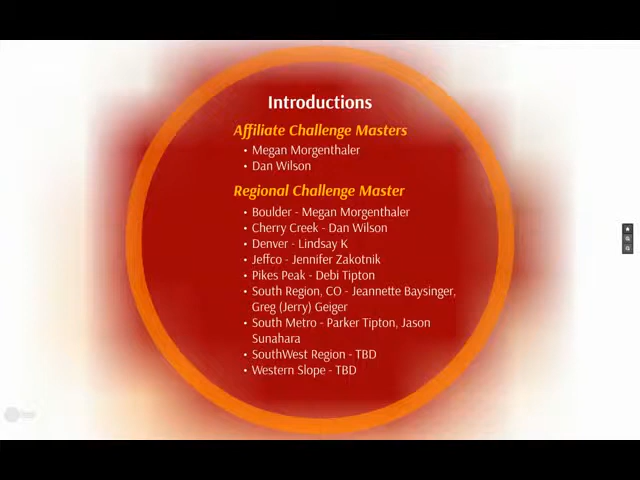 Introductions
Affiliate Challenge Masters
• Megan Morgenthaler
• Dan Wilson
Regional Challenge Master
• Boulder - Megan Morgenthaler
• Cherry Creek - Dan Wilson
• Denver - Lindsay K
• Jeffco - Jennifer Zakotnik
• Pikes Peak - Debi Tipton
• South Region, CO - Jeannette Baysinger,
Greg (Jerry) Geiger
• South Metro - Parker Tipton, Jason
Sunahara
• SouthWest Region - TBD
• Western Slope - TBD